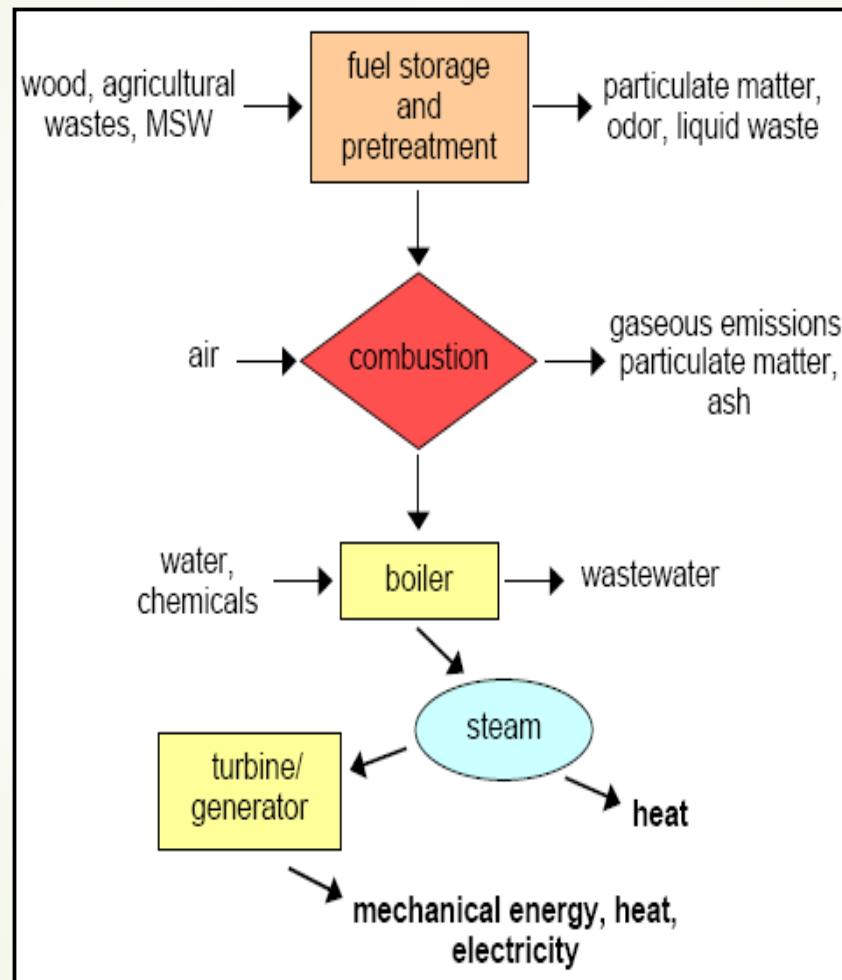 wood, agricultural
wastes, MSW
fuel storage
and
pretreatment
particulate matter,
odor, liquid waste
air
combustion
gaseous emissions
particulate matter,
ash
water,
chemicals
boiler
wastewater
steam
turbine/
generator
heat
mechanical energy, heat,
electricity